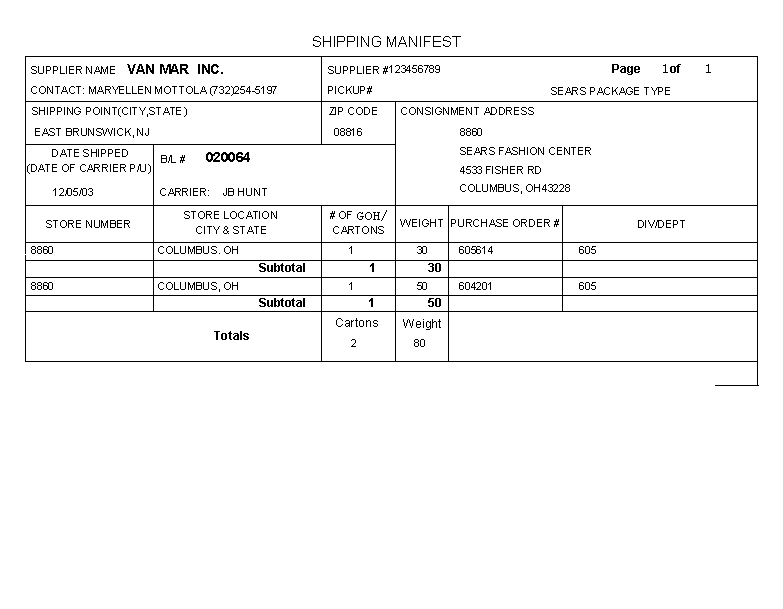 SHIPPING MANIFEST
SUPPLIER NAME VAN MAR INC. SUPPLIER #123456789 Page 1of 1
CONTACT: MARYELLEN MOTTOLA (732)254-5197 PICKUP# SEARS PACKAGE TYPE
SHIPPING POINT(CITY,STATE) ZIP CODE CONSIGNMENT ADDRESS
EAST BRUNSWICK, NJ 08816 8860
DATE SHIPPED B/L # 020064 SEARS FASHION CENTER
(DATE OF CARRIER P/U) 4533 FISHER RD
12/05/03 CARRIER: JB HUNT COLUMBUS, OH43228
STORE NUMBER STORE LOCATION CITY & STATE # OF GOH/ CARTONS WEIGHT PURCHASE ORDER # DIV/DEPT
8860 COLUMBUS. OH 1 30 605614 605
Subtotal 1 30
8860 COLUMBUS, OH 1 50 604201 605
Subtotal 1 50
Cartons Weight
Totals 2 80